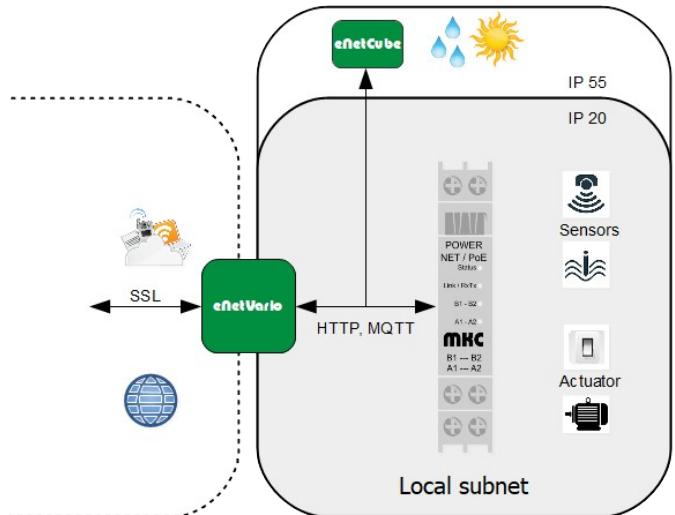 eNetCube
IP 55
IP 20
POWER
NET / PoE
Status
Link / RxTx
B1 - B2
A1 - A2
MKC
B1 --- B2
A1 --- A2
Sensors
SSL
eNetVario
HTTP, MQTT
Actuator
Local subnet